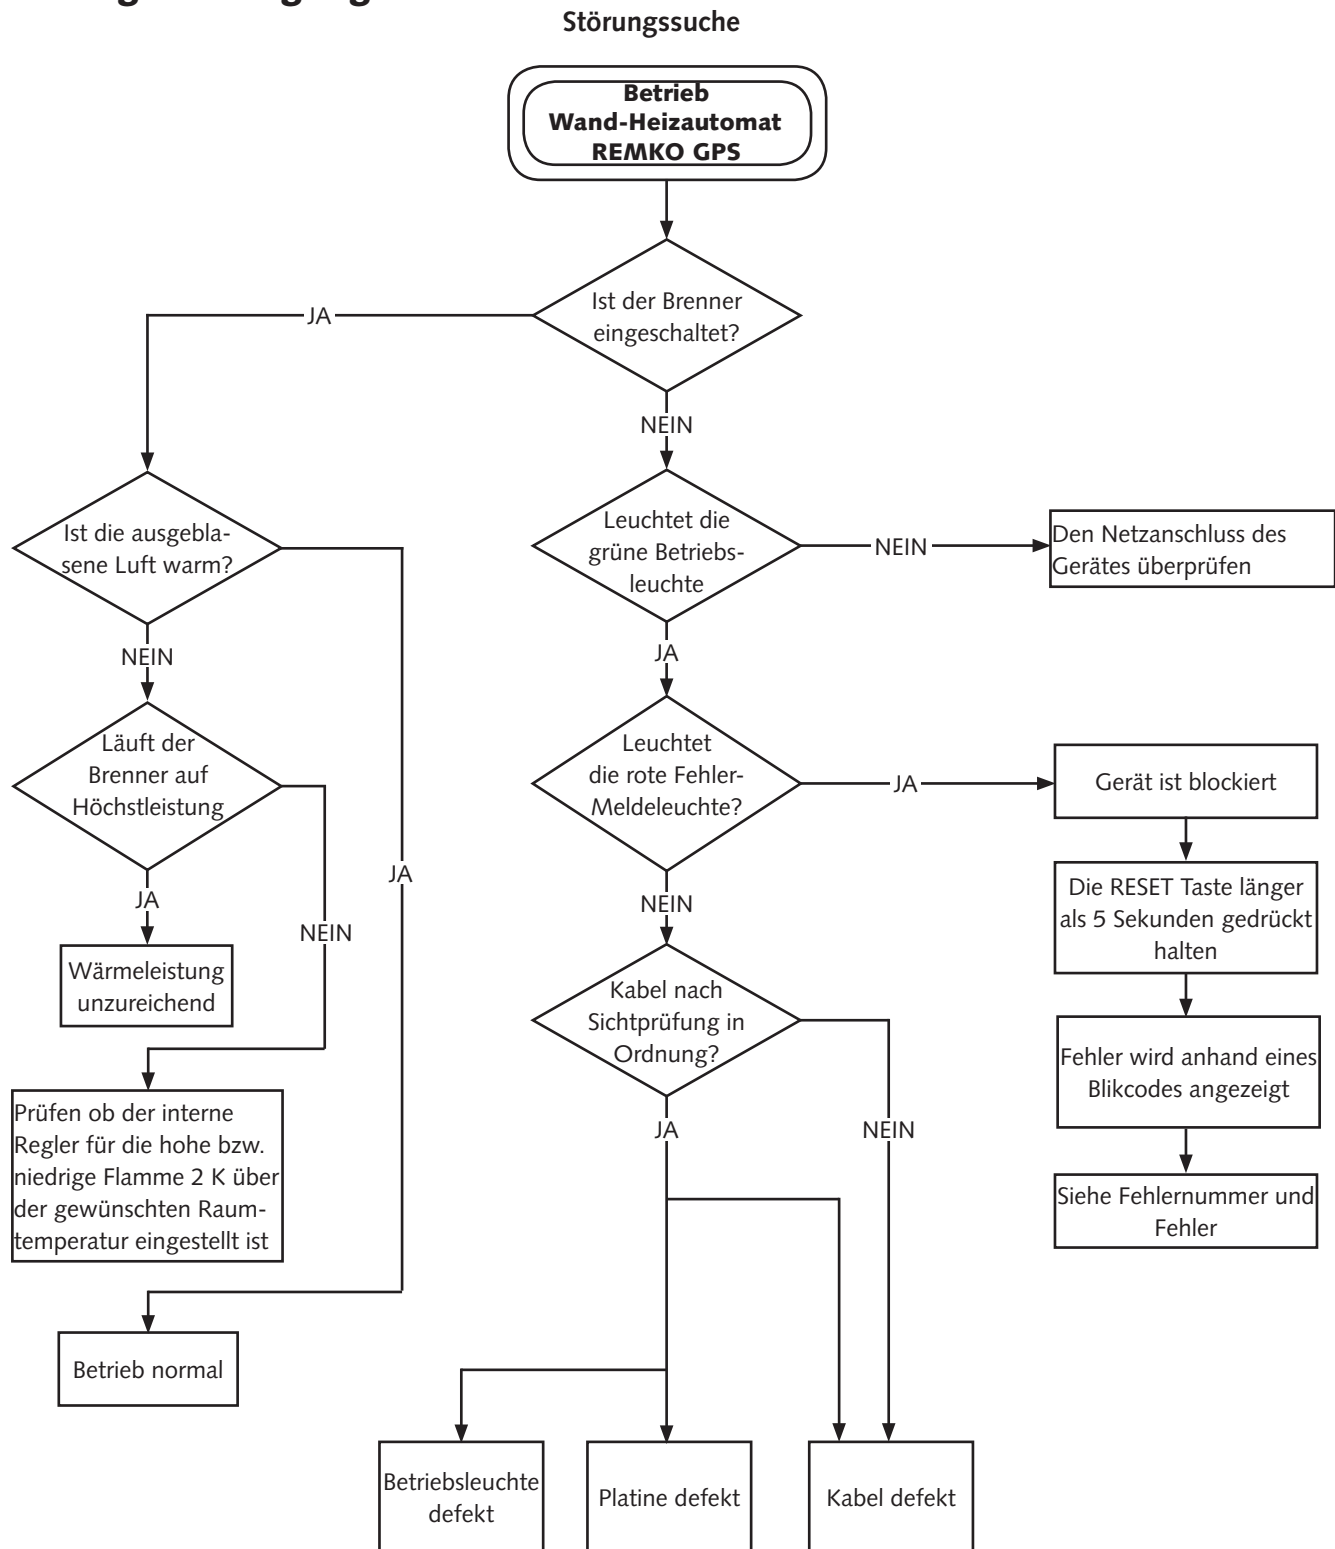 Störungssuche
Betrieb
Wand-Heizautomat
REMKO GPS
Ist der Brenner
eingeschaltet?
JA
NEIN
Ist die ausgebla-
sene Luft warm?
Leuchtet die
grüne Betriebs-
leuchte
NEIN
Den Netzanschluss des
Gerätes überprüfen
NEIN
JA
Läuft der
Brenner auf
Höchstleistung
Leuchtet
die rote Fehler-
Meldeleuchte?
JA
Gerät ist blockiert
JA
JA
NEIN
NEIN
Die RESET Taste länger
als 5 Sekunden gedrückt
halten
Wärmeleistung
unzureichend
Kabel nach
Sichtprüfung in
Ordnung?
Fehler wird anhand eines
Blikcodes angezeigt
Prüfen ob der interne
Regler für die hohe bzw.
niedrige Flamme 2 K über
der gewünschten Raum-
temperatur eingestellt ist
JA
NEIN
Siehe Fehlernummer und
Fehler
Betrieb normal
Betriebsleuchte
defekt
Platine defekt
Kabel defekt